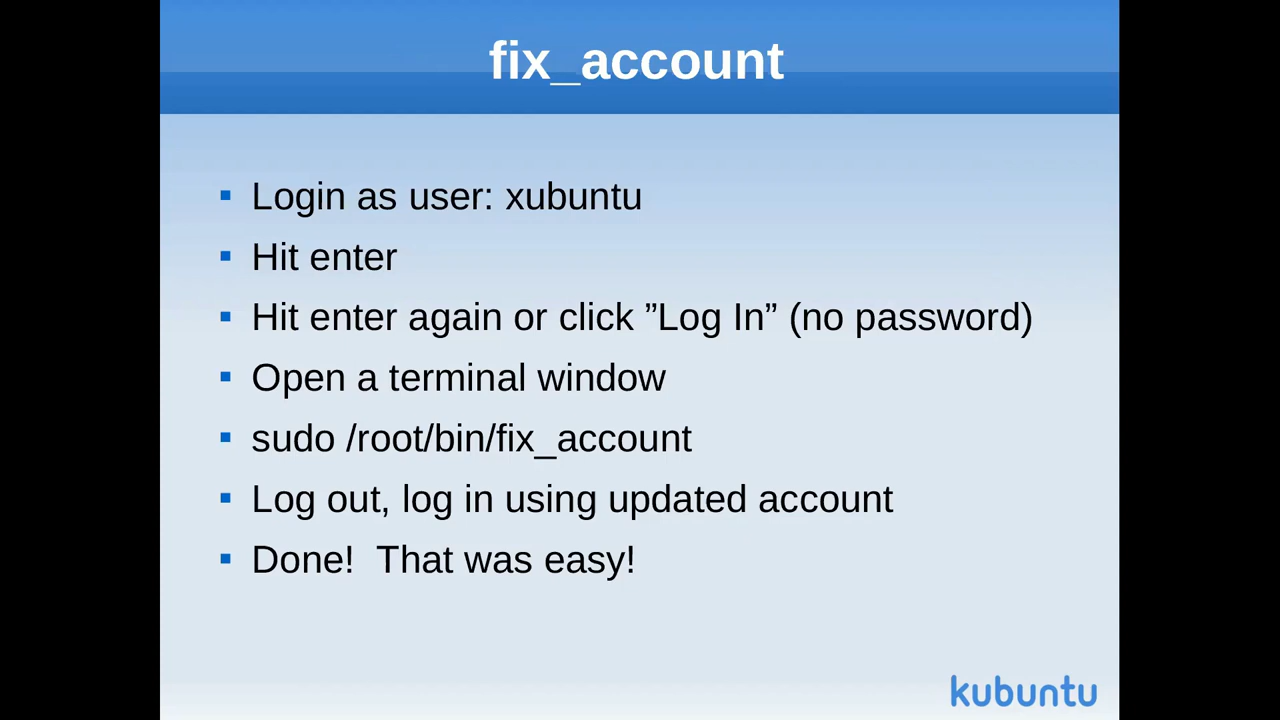 fix_account
Login as user: xubuntu
Hit enter
Hit enter again or click ”Log In” (no password)
Open a terminal window
sudo /root/bin/fix_account
Log out, log in using updated account
Done!  That was easy!
kubuntu